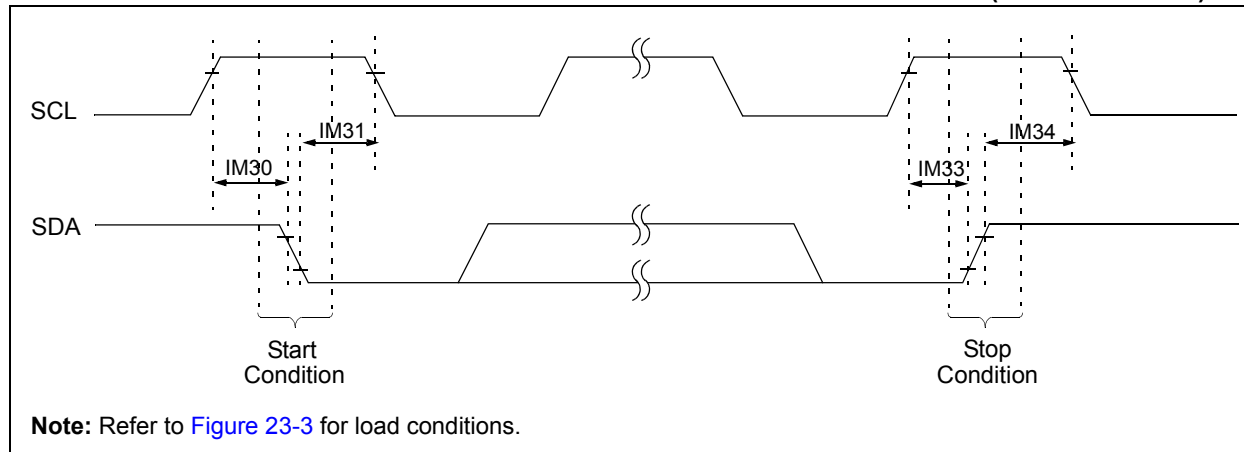 SCL
IM31
IM34
IM30
IM33
SDA
Start
Condition
Stop
Condition
Note: Refer to Figure 23-3 for load conditions.